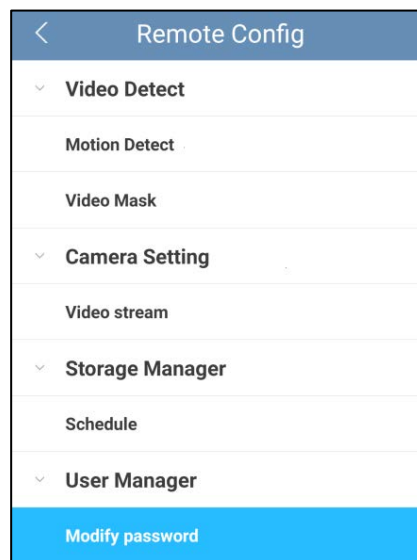 Remote Config
Video Detect
Motion Detect
Video Mask
Camera Setting
Video stream
Storage Manager
Schedule
User Manager
Modify password